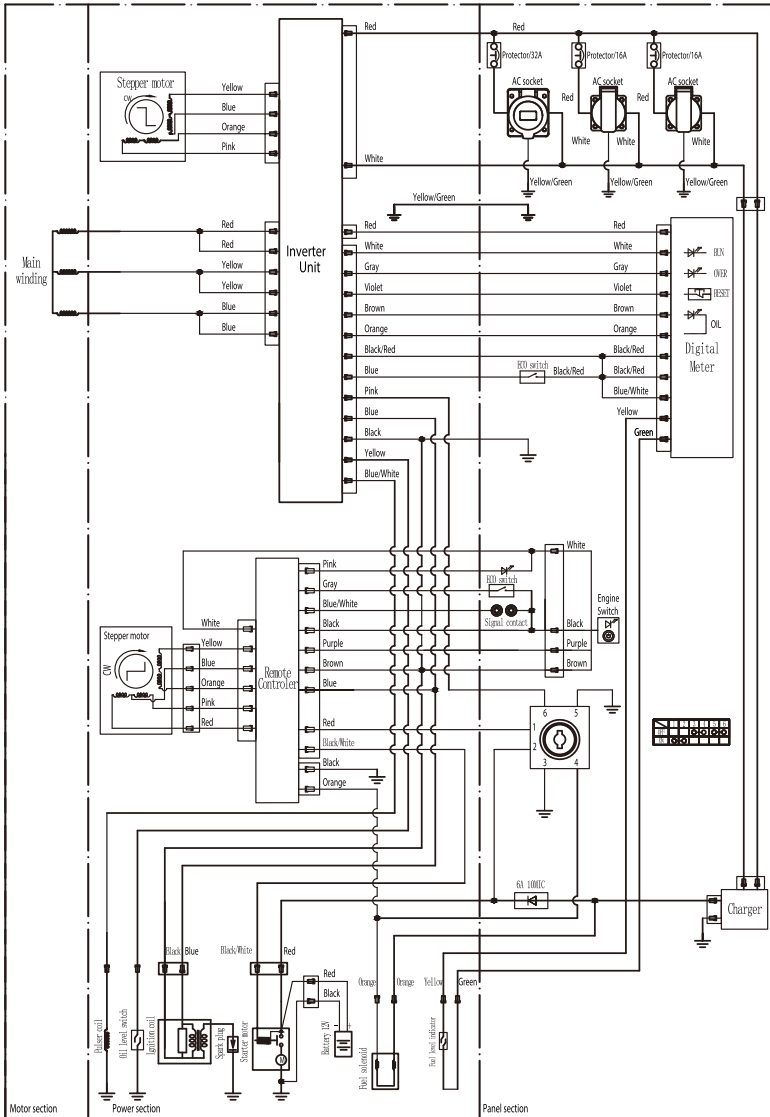 Red
Red
Protector/32A
Protector/16A
Protector/16A
Stepper motor
CW
Yellow
Blue
Orange
Pink
AC socket
AC socket
AC socket
Red
Red
White
White
White
White
Yellow/Green
Yellow/Green
Yellow/Green
Yellow/Green
Main
winding
Red
Red
Yellow
Yellow
Blue
Blue
Inverter
Unit
Red
White
Gray
Violet
Brown
Orange
Black/Red
Blue
Pink
Blue
Black
Yellow
Blue/White
ECO switch
Black/Red
Red
White
Gray
Violet
Brown
Orange
Black/Red
Black/Red
Blue/White
Yellow
Green
RUN
OVER
RESET
OIL
Digital
Meter
Stepper motor
CW
White
Yellow
Blue
Orange
Pink
Red
Remote
Controler
Pink
Gray
Blue/White
Black
Purple
Brown
Blue
Red
Black/White
Black
Orange
ECO switch
Signal contact
White
Black
Purple
Brown
Engine
Switch
6
5
1
2
3
4
6A 10MIC
Charger
Black
Blue
Black/White
Red
Red
Black
Orange
Orange
Yellow
Green
Pulser coil
Oil level switch
Ignition coil
Spark plug
Starter motor
M
Battery 12V
- +
Fuel solenoid
Fuel level indicator
Motor section
Power section
Panel section